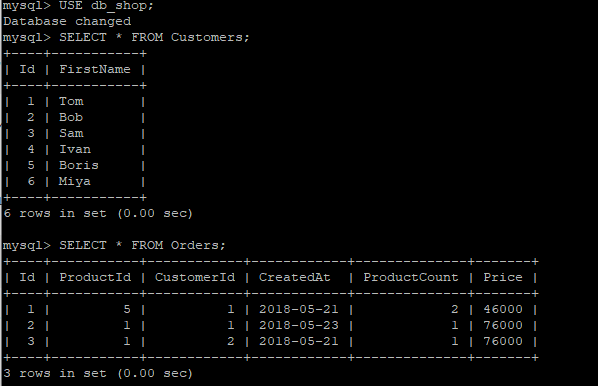 mysql> USE db_shop;
Database changed
mysql> SELECT * FROM Customers;
+----+-----------+
| Id | FirstName |
+----+-----------+
|  1 | Tom       |
|  2 | Bob       |
|  3 | Sam       |
|  4 | Ivan      |
|  5 | Boris     |
|  6 | Miya      |
+----+-----------+
6 rows in set (0.00 sec)
mysql> SELECT * FROM Orders;
+----+-----------+------------+------------+--------------+-------+
| Id | ProductId | CustomerId | CreatedAt  | ProductCount | Price |
+----+-----------+------------+------------+--------------+-------+
|  1 |         5 |          1 | 2018-05-21 |            2 | 46000 |
|  2 |         1 |          1 | 2018-05-23 |            1 | 76000 |
|  3 |         1 |          2 | 2018-05-21 |            1 | 76000 |
+----+-----------+------------+------------+--------------+-------+
3 rows in set (0.00 sec)